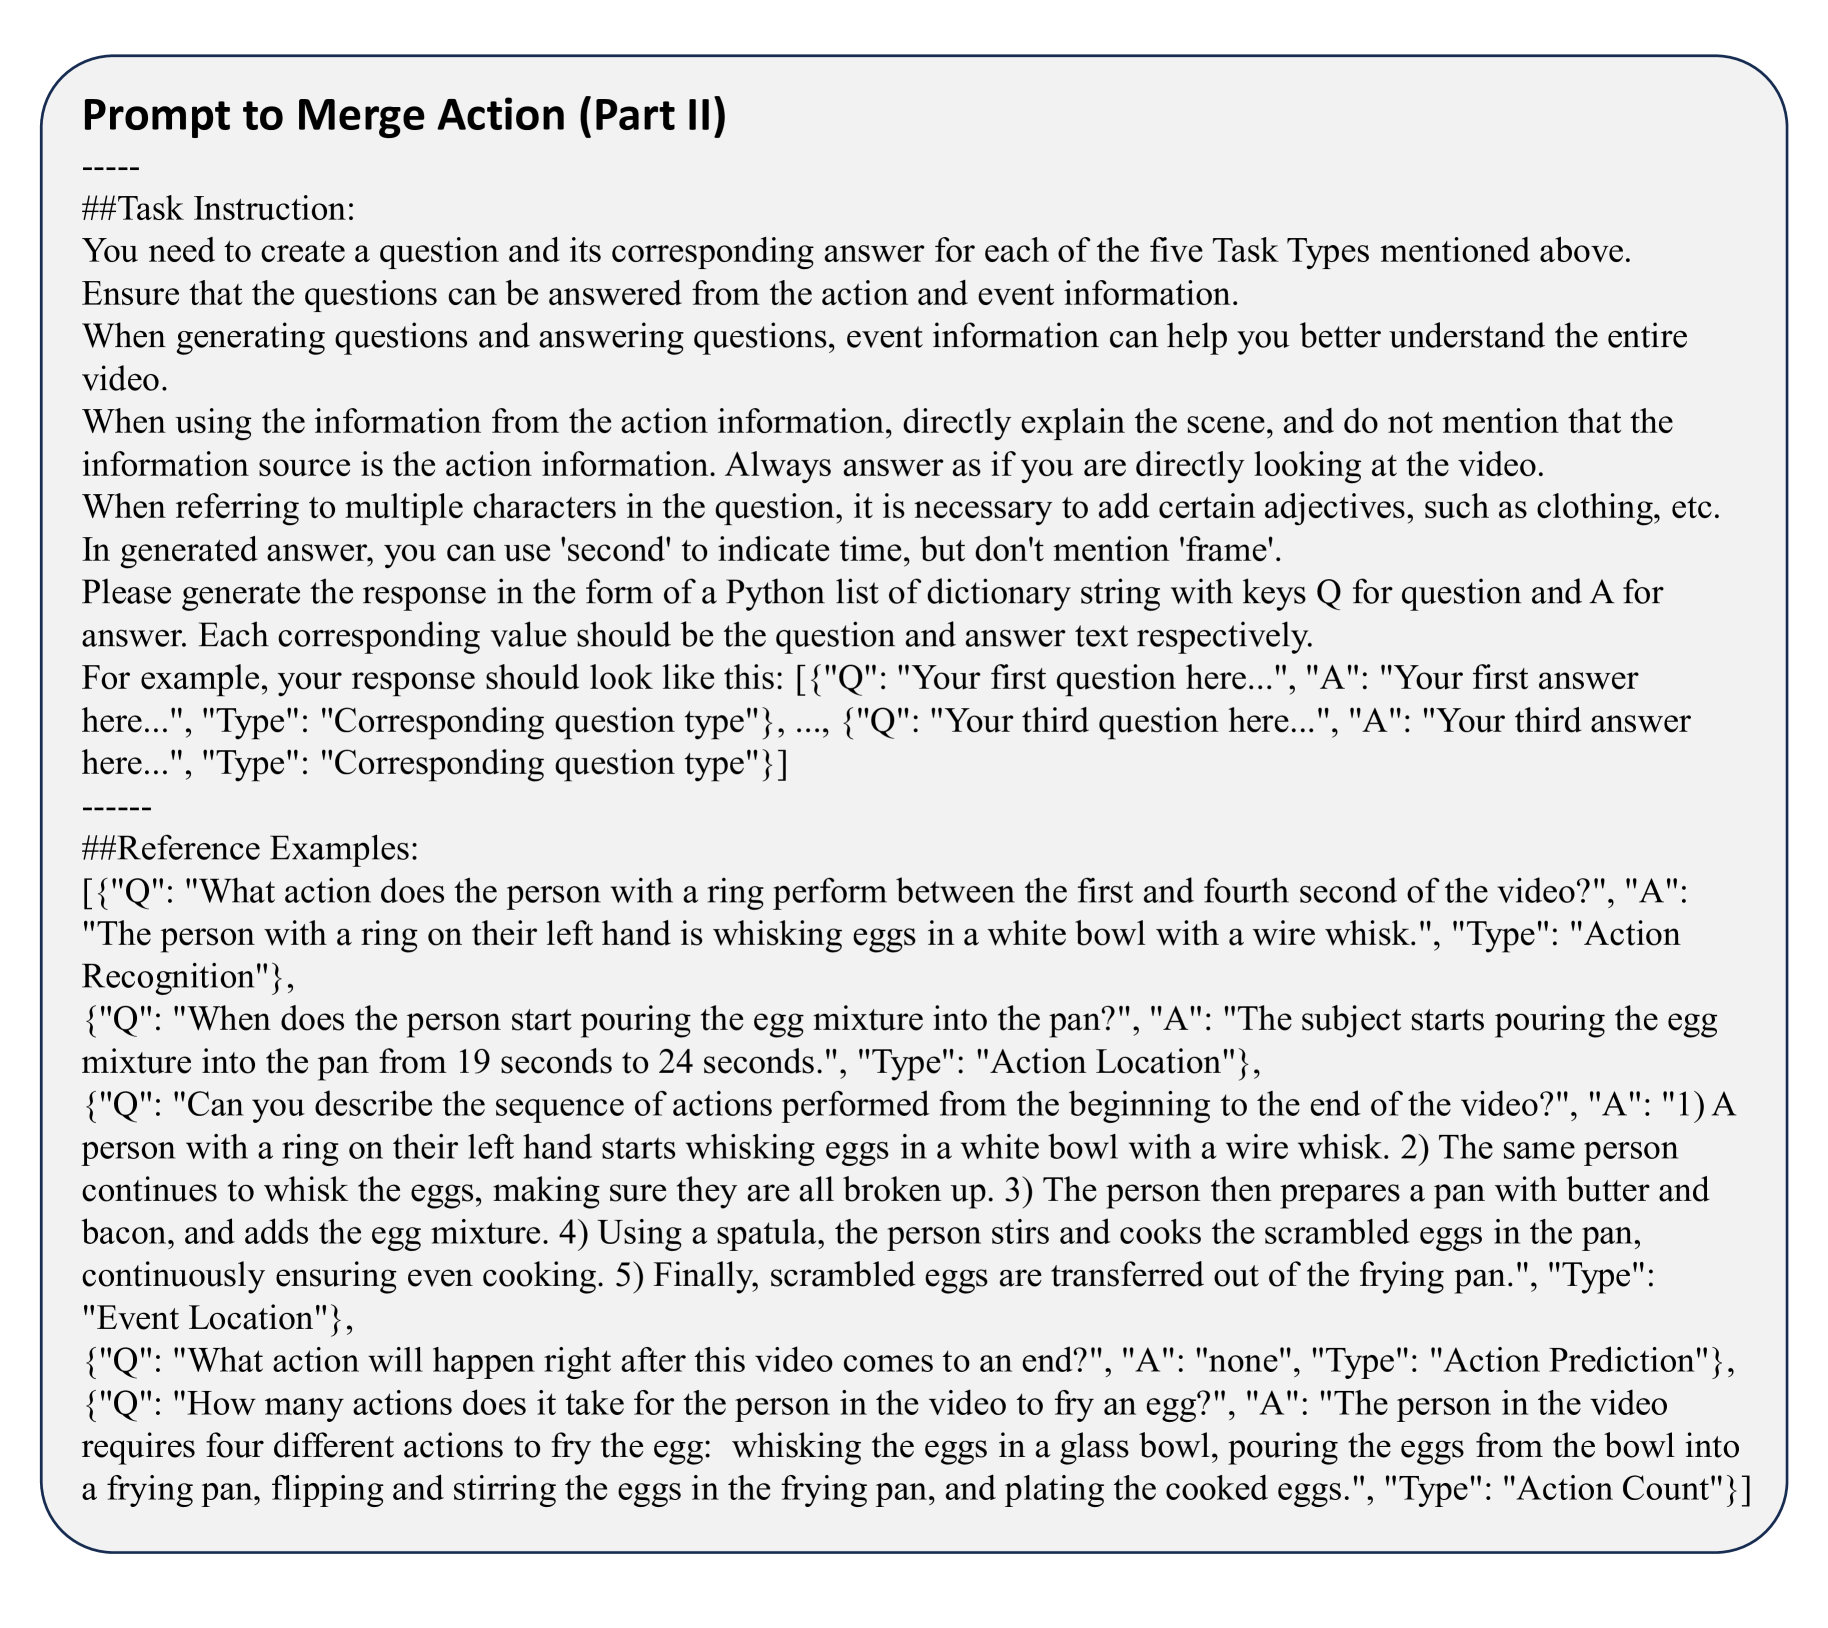 Prompt to Merge Action (Part II)
-----
##Task Instruction:
You need to create a question and its corresponding answer for each of the five Task Types mentioned above.
Ensure that the questions can be answered from the action and event information.
When generating questions and answering questions, event information can help you better understand the entire
video.
When using the information from the action information, directly explain the scene, and do not mention that the
information source is the action information. Always answer as if you are directly looking at the video.
When referring to multiple characters in the question, it is necessary to add certain adjectives, such as clothing, etc.
In generated answer, you can use 'second' to indicate time, but don't mention 'frame'.
Please generate the response in the form of a Python list of dictionary string with keys Q for question and A for
answer. Each corresponding value should be the question and answer text respectively.
For example, your response should look like this: [{"Q": "Your first question here...", "A": "Your first answer
here...", "Type": "Corresponding question type"}, ..., {"Q": "Your third question here...", "A": "Your third answer
here...", "Type": "Corresponding question type"}]
------
##Reference Examples:
[{"Q": "What action does the person with a ring perform between the first and fourth second of the video?", "A":
"The person with a ring on their left hand is whisking eggs in a white bowl with a wire whisk.", "Type": "Action
Recognition"},
{"Q": "When does the person start pouring the egg mixture into the pan?", "A": "The subject starts pouring the egg
mixture into the pan from 19 seconds to 24 seconds.", "Type": "Action Location"},
{"Q": "Can you describe the sequence of actions performed from the beginning to the end of the video?", "A": "1) A
person with a ring on their left hand starts whisking eggs in a white bowl with a wire whisk. 2) The same person
continues to whisk the eggs, making sure they are all broken up. 3) The person then prepares a pan with butter and
bacon, and adds the egg mixture. 4) Using a spatula, the person stirs and cooks the scrambled eggs in the pan,
continuously ensuring even cooking. 5) Finally, scrambled eggs are transferred out of the frying pan.", "Type":
"Event Location"},
{"Q": "What action will happen right after this video comes to an end?", "A": "none", "Type": "Action Prediction"},
{"Q": "How many actions does it take for the person in the video to fry an egg?", "A": "The person in the video
requires four different actions to fry the egg:  whisking the eggs in a glass bowl, pouring the eggs from the bowl into
a frying pan, flipping and stirring the eggs in the frying pan, and plating the cooked eggs.", "Type": "Action Count"}]